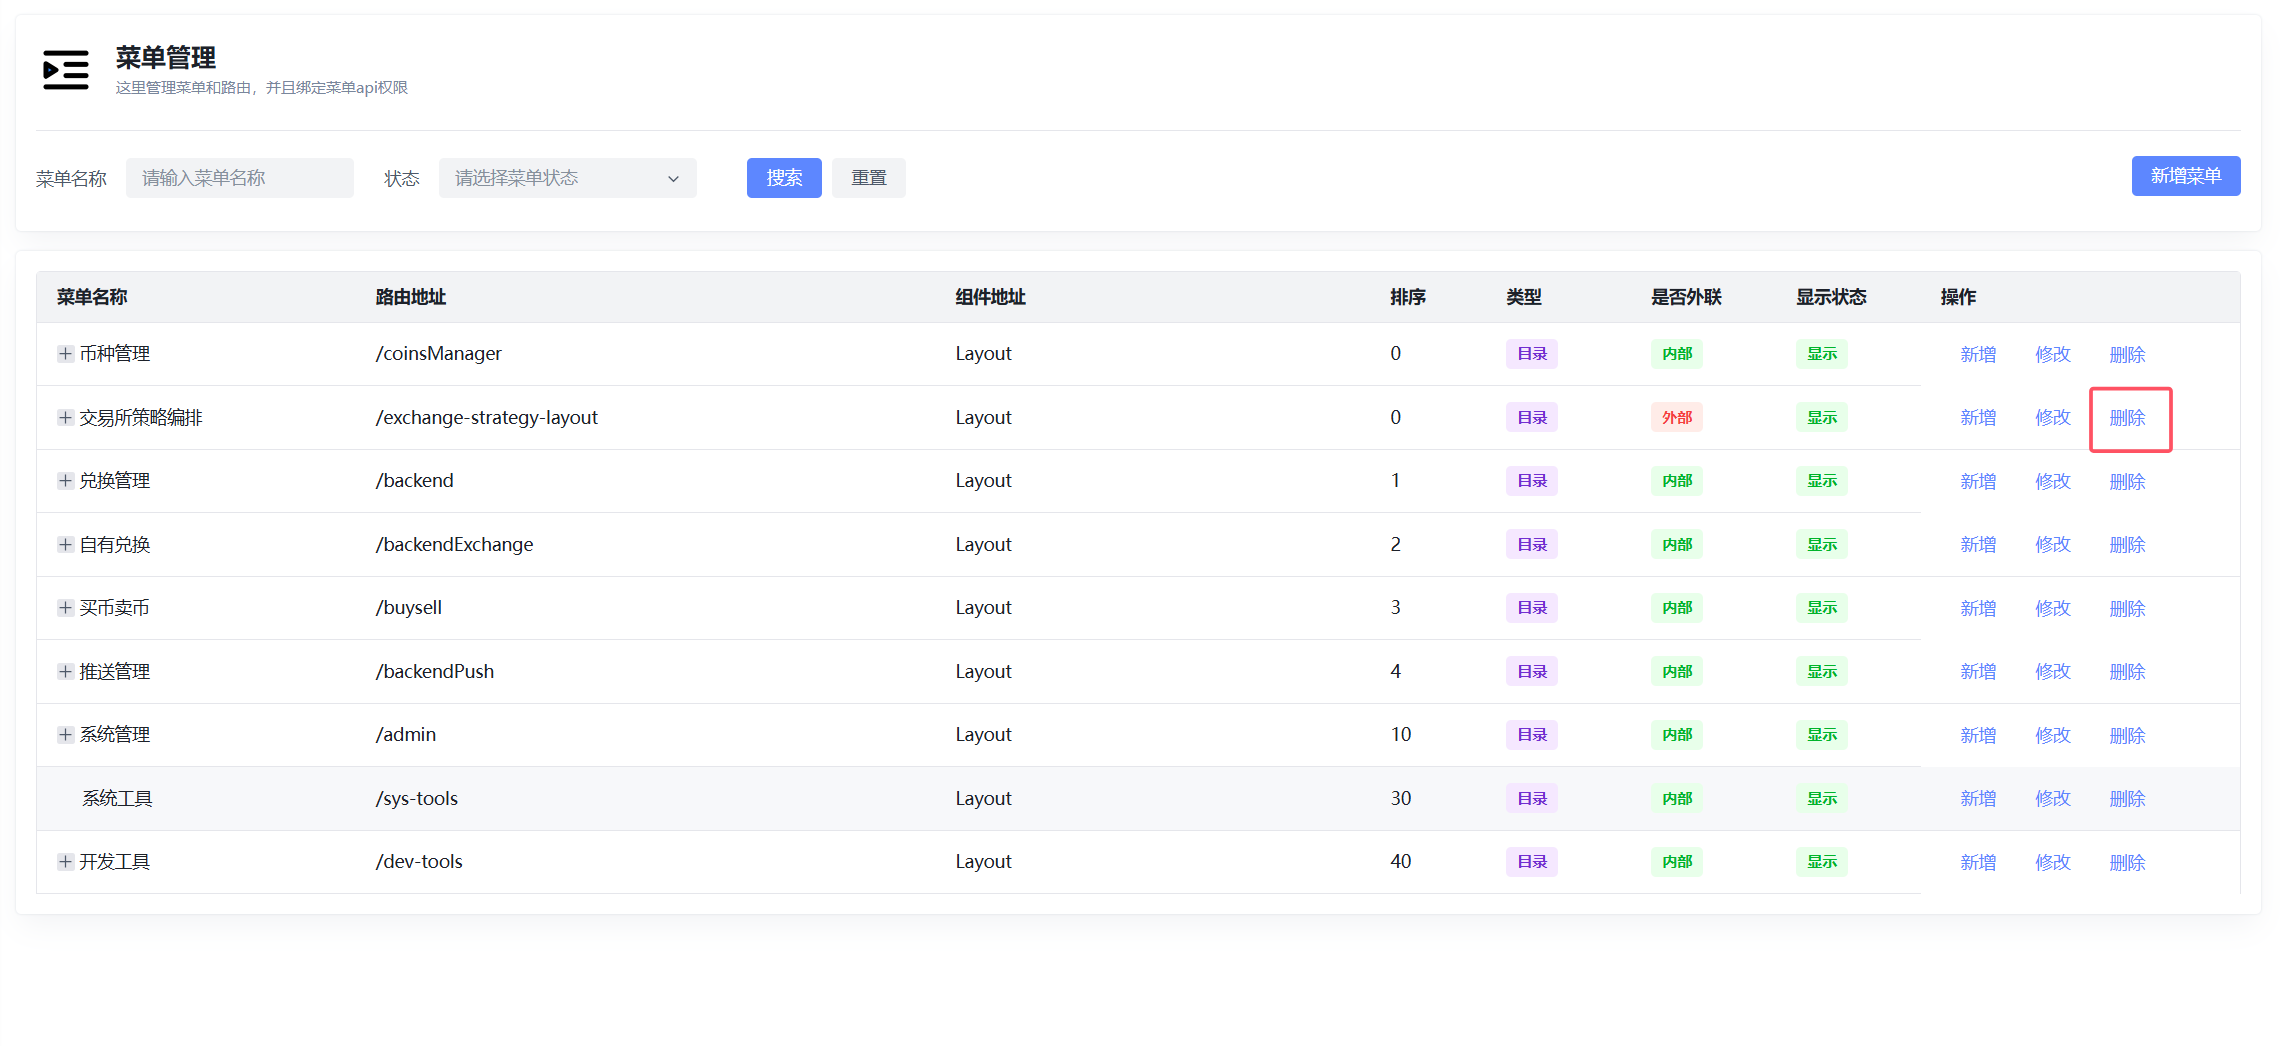 菜单管理
这里管理菜单和路由，并且绑定菜单api权限
菜单名称 请输入菜单名称 状态 请选择菜单状态 搜索 重置 新增菜单
菜单名称 路由地址 组件地址 排序 类型 是否外联 显示状态 操作
币种管理 /coinsManager Layout 0 目录 内部 显示 新增 修改 删除
交易所策略编排 /exchange-strategy-layout Layout 0 目录 外部 显示 新增 修改 删除
兑换管理 /backend Layout 1 目录 内部 显示 新增 修改 删除
自有兑换 /backendExchange Layout 2 目录 内部 显示 新增 修改 删除
买币卖币 /buysell Layout 3 目录 内部 显示 新增 修改 删除
推送管理 /backendPush Layout 4 目录 内部 显示 新增 修改 删除
系统管理 /admin Layout 10 目录 内部 显示 新增 修改 删除
系统工具 /sys-tools Layout 30 目录 内部 显示 新增 修改 删除
开发工具 /dev-tools Layout 40 目录 内部 显示 新增 修改 删除